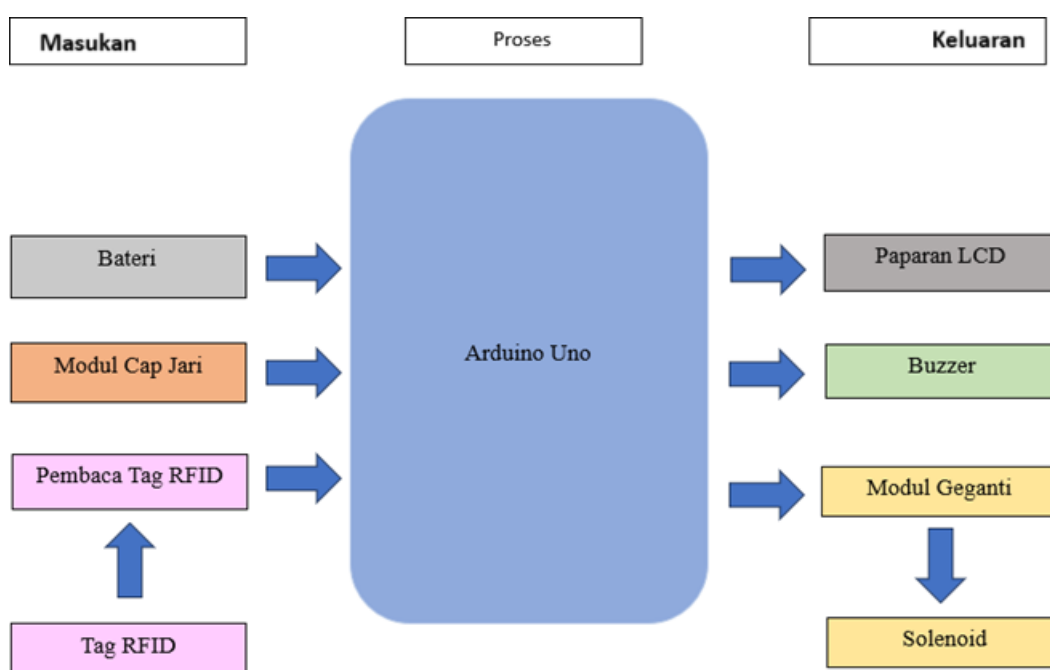 Masukan
Proses
Keluaran
Bateri
Paparan LCD
Modul Cap Jari
Arduino Uno
Buzzer
Pembaca Tag RFID
Modul Geganti
Tag RFID
Solenoid